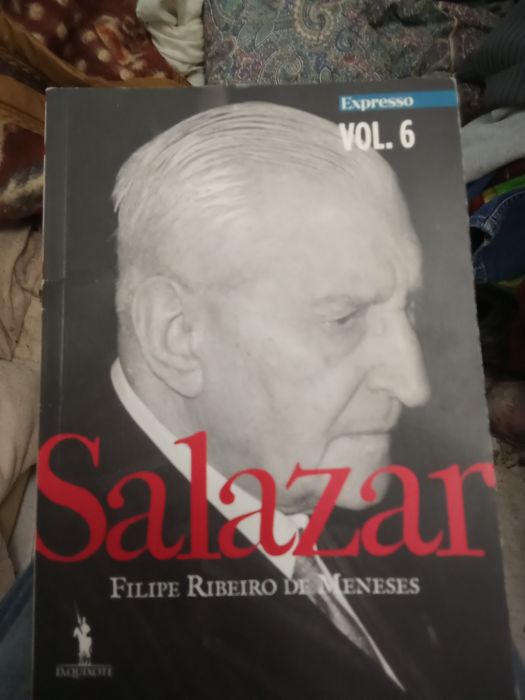 Expresso
VOL. 6
Salazar
FILIPE RIBEIRO DE MENESES
D.QUIXOTE